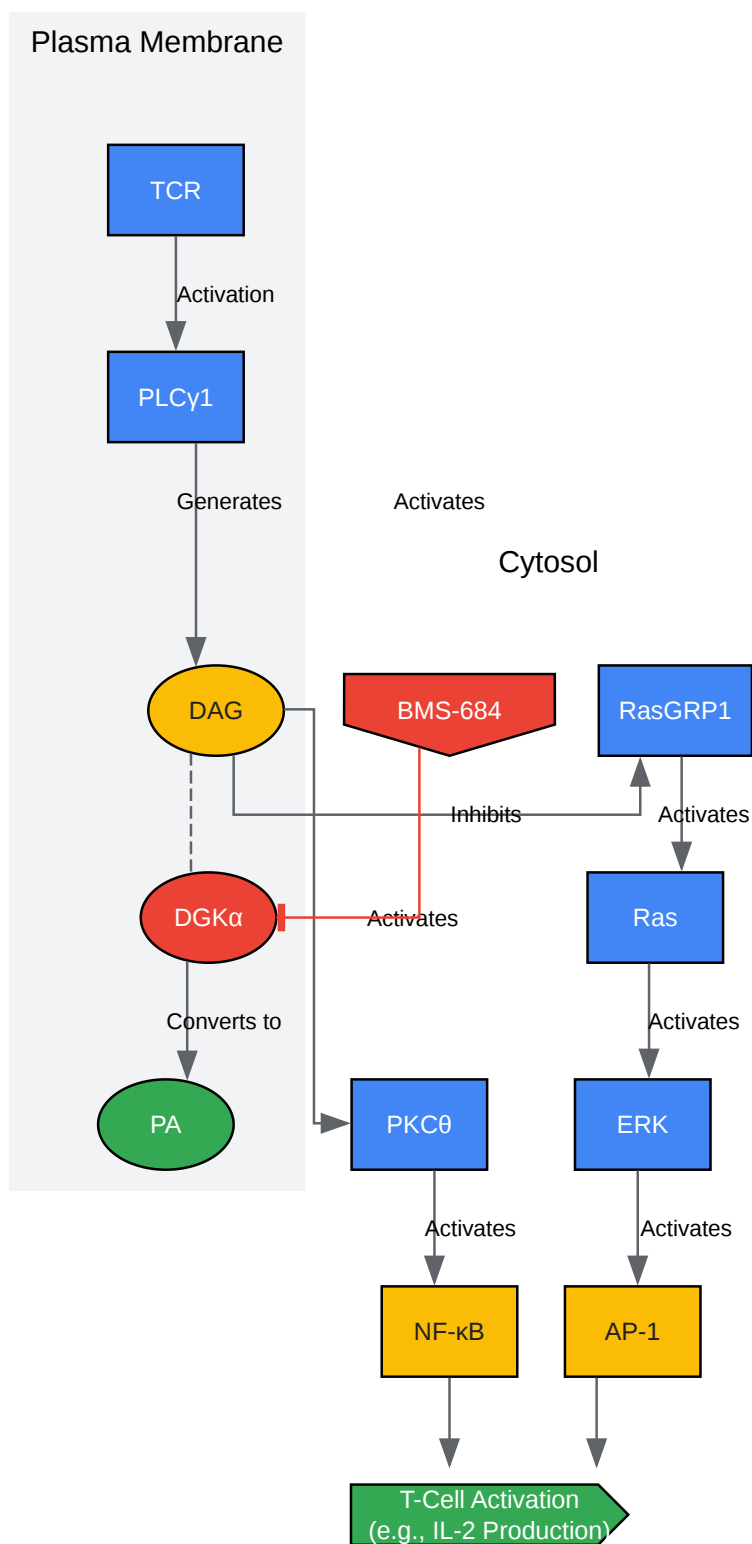 Plasma Membrane
TCR
Activation
PLCγ1
Generates
Activates
Cytosol
DAG
BMS-684
RasGRP1
Inhibits
Activates
DGKα
Activates
Ras
Converts to
Activates
PA
PKCθ
ERK
Activates
Activates
NF-κB
AP-1
T-Cell Activation
(e.g., IL-2 Production)